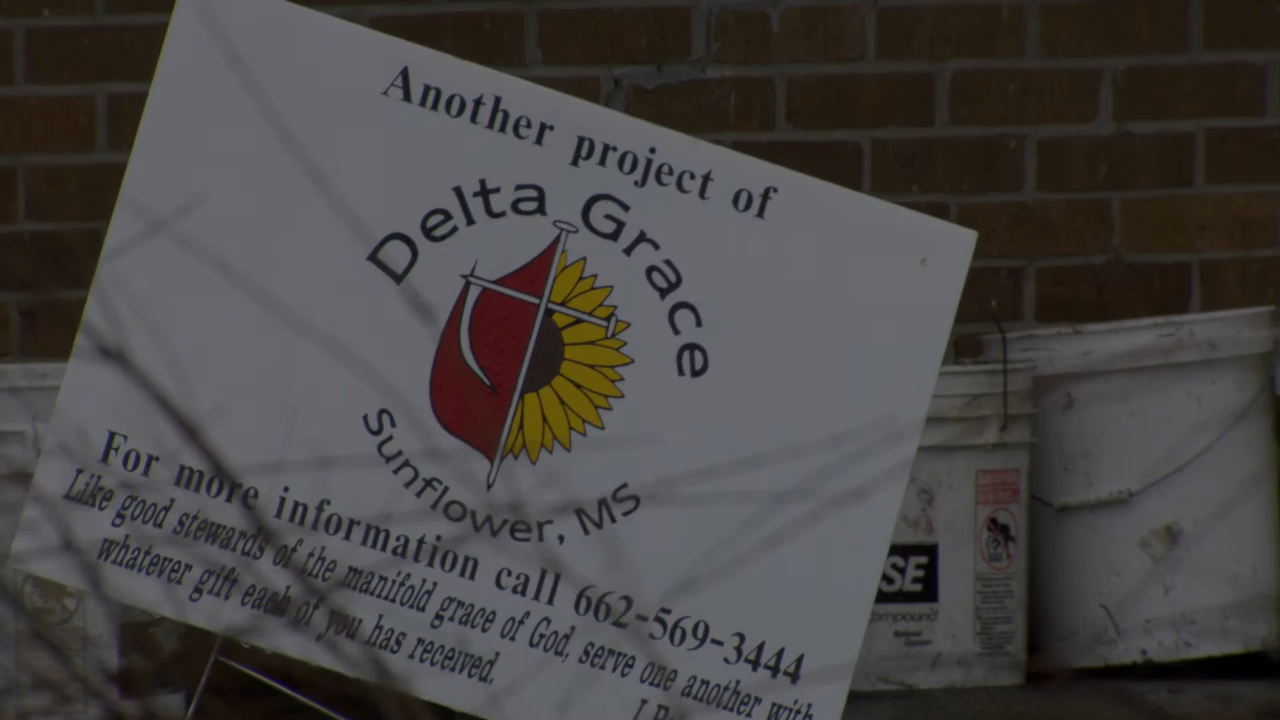 Another project of
Delta Grace
Sunflower, MS
For more information call 662-569-3444
Like good stewards of the manifold grace of God, serve one another with
whatever gift each of you has received.
SE
ompound